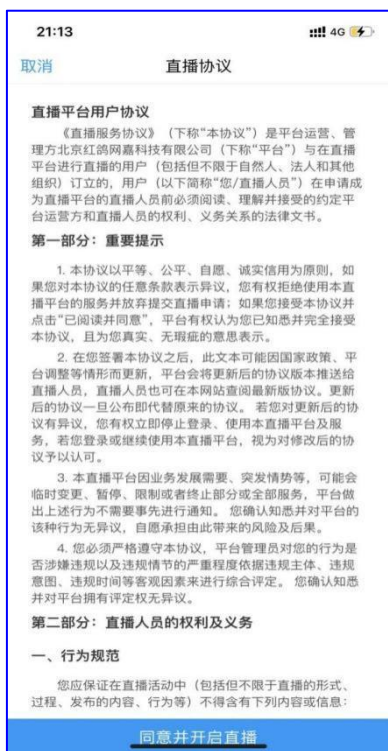 21:13
4G
取消
直播协议
直播平台用户协议
《直播服务协议》（下称“本协议”）是平台运营、管
理方北京红鸽网嘉科技有限公司（下称“平台”）与在直播
平台进行直播的用户（包括但不限于自然人、法人和其他
组织）订立的，用户（以下简称“您/直播人员”）在申请成
为直播平台的直播人员前必须阅读、理解并接受的约定平
台运营方和直播人员的权利、义务关系的法律文书。
第一部分：重要提示
1. 本协议以平等、公平、自愿、诚实信用为原则，如
果您对本协议的任意条款表示异议，您有权拒绝使用本直
播平台的服务并放弃提交直播申请；如果您接受本协议并
点击“已阅读并同意”，平台有权认为您已知悉并完全接受
本协议，且为您真实、无瑕疵的意思表示。
2. 在您签署本协议之后，此文本可能因国家政策、平
台调整等情形而更新，平台会将更新后的协议版本推送给
直播人员，直播人员也可在本网站查阅最新版协议。更新
后的协议一旦公布即代替原来的协议。 若您对更新后的协
议有异议，您有权立即停止登录、使用本直播平台及服
务，若您登录或继续使用本直播平台，视为对修改后的协
议予以认可。
3. 本直播平台因业务发展需要、突发情势等，可能会
临时变更、暂停、限制或者终止部分或全部服务，平台做
出上述行为不需要事先进行通知。 您确认知悉并对平台的
该种行为无异议，自愿承担由此带来的风险及后果。
4. 您必须严格遵守本协议，平台管理员对您的行为是
否涉嫌违规以及违规情节的严重程度依据违规主体、违规
意图、违规时间等客观因素来进行综合评定。 您确认知悉
并对平台拥有评定权无异议。
第二部分：直播人员的权利及义务
一、行为规范
您应保证在直播活动中（包括但不限于直播的形式、
过程、发布的内容、行为等）不得含有下列内容或信息：
同意并开启直播